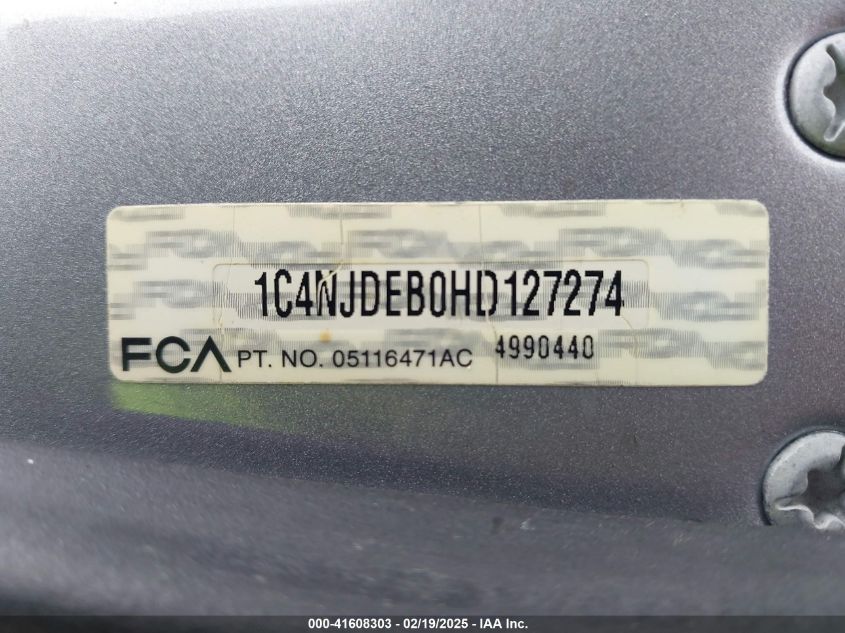 1C4NJDEB0HD127274
FCA PT. NO. 05116471AC 4990440
000-41608303 - 02/19/2025 - IAA Inc.